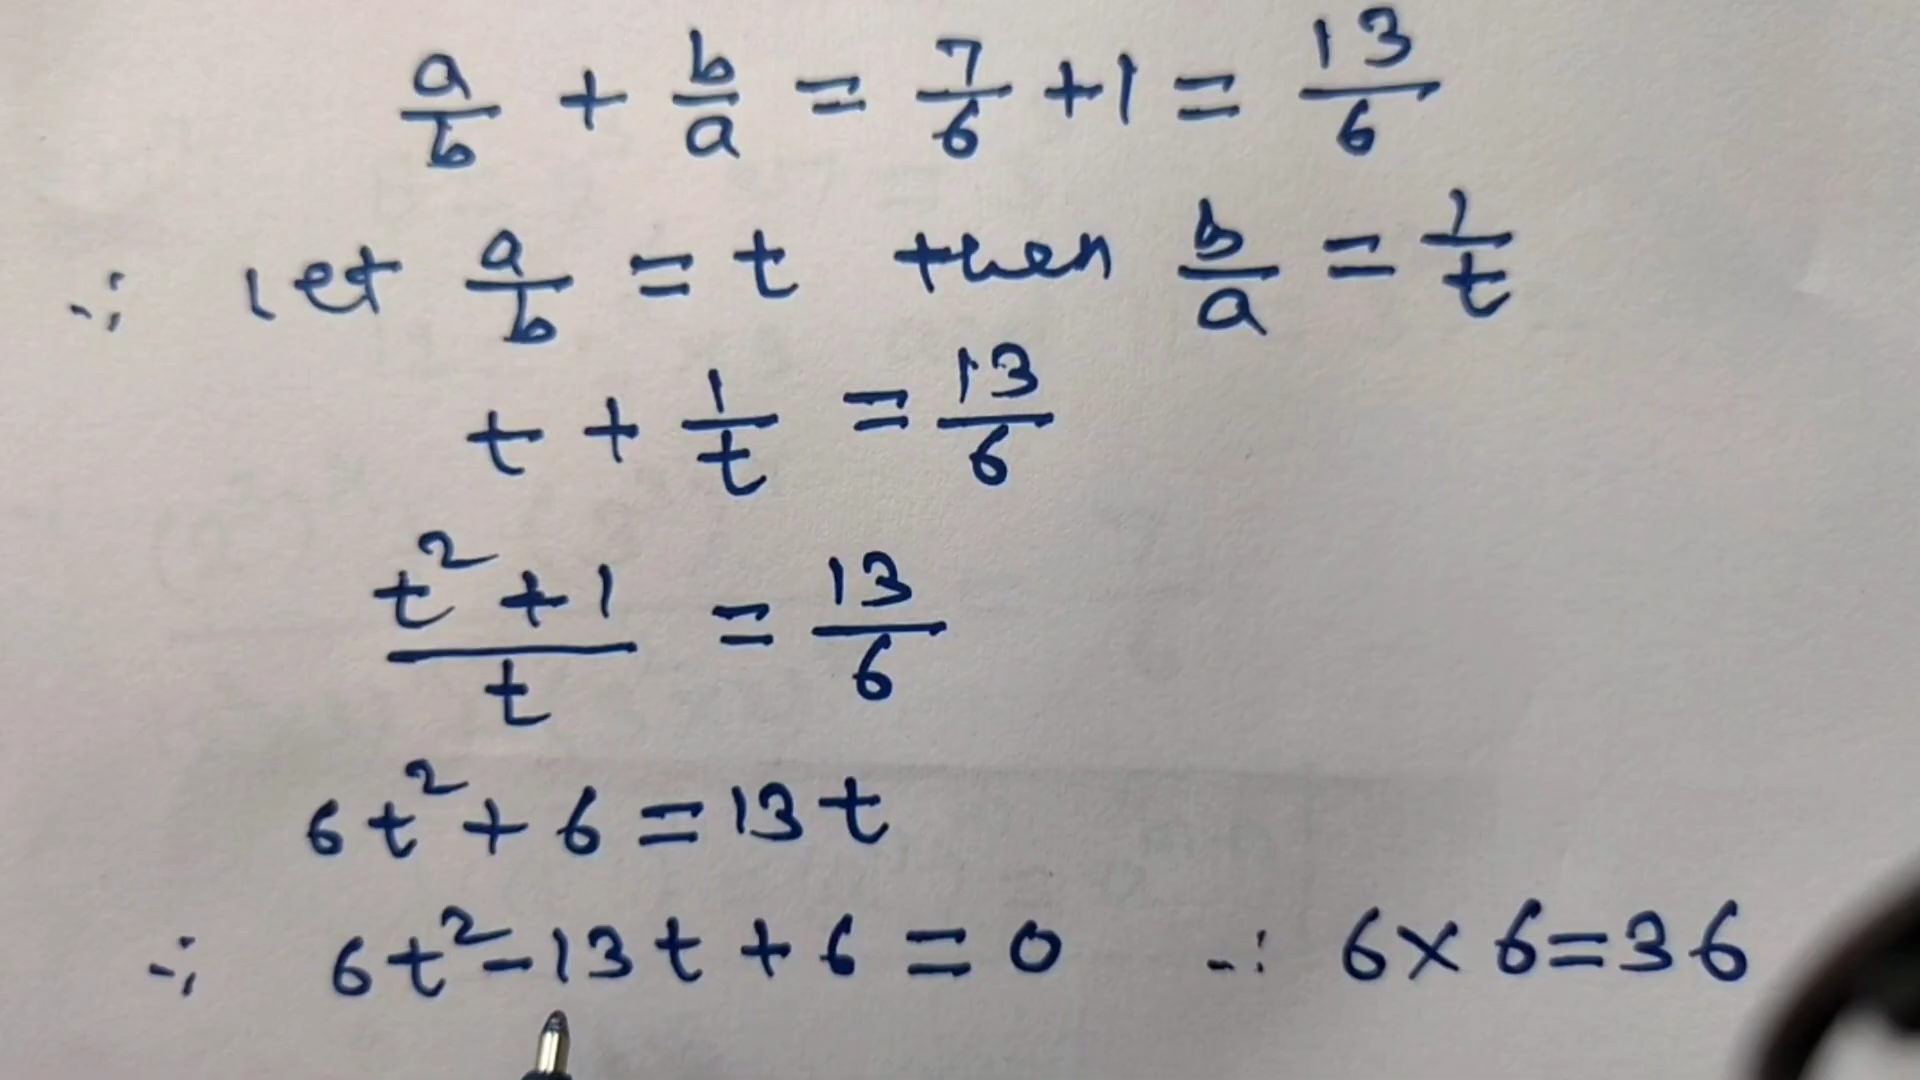 a/b + b/a = 7/6 + 1 = 13/6
∴ let a/b = t then b/a = 1/t
t + 1/t = 13/6
(t² + 1)/t = 13/6
6t² + 6 = 13t
∴ 6t² - 13t + 6 = 0 ∴ 6 × 6 = 36